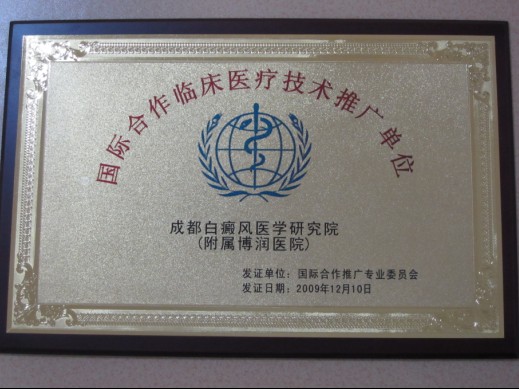 国际合作临床医疗技术推广单位
成都白癜风医学研究院
(附属博润医院)
发证单位：国际合作推广专业委员会
发证日期：2009年12月10日